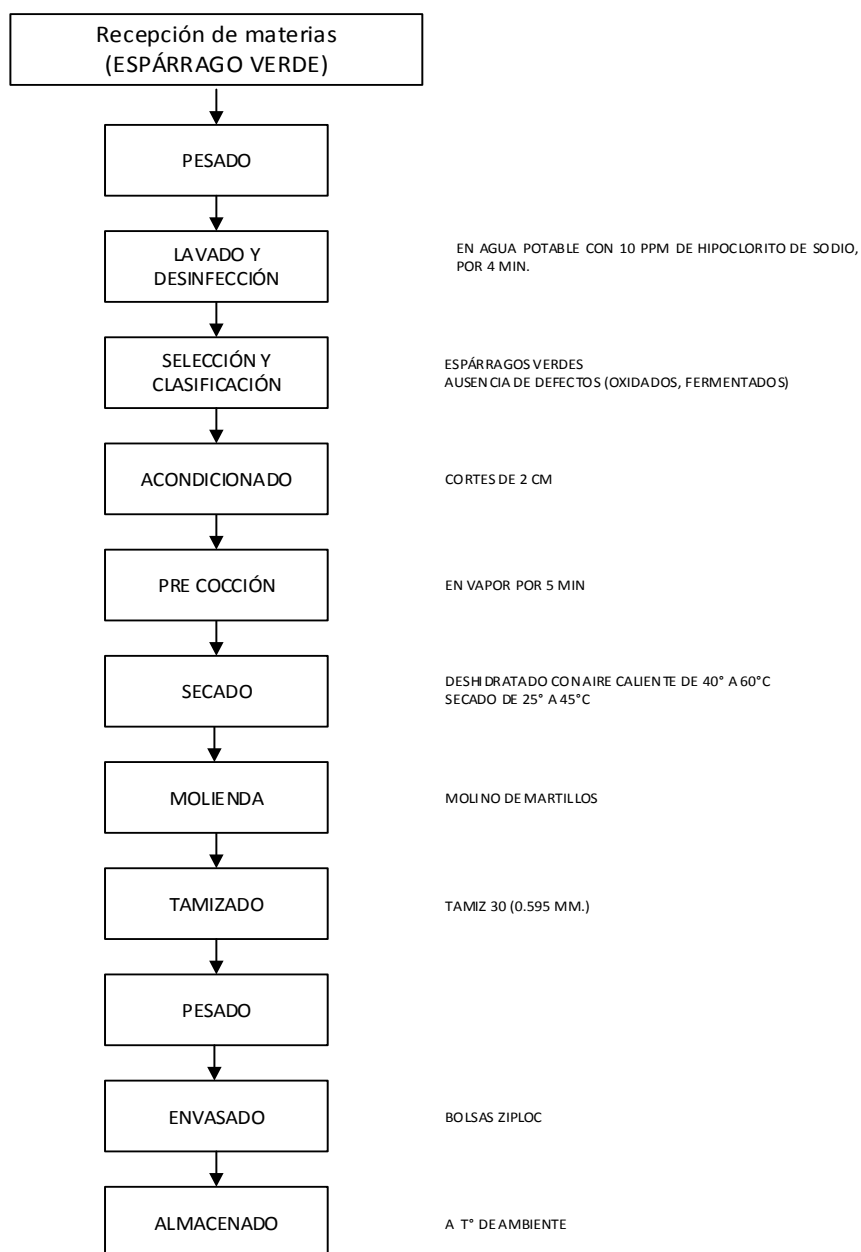 Recepción de materias
(ESPÁRRAGO VERDE)
PESADO
LAVADO Y
DESINFECCIÓN
EN AGUA POTABLE CON 10 PPM DE HIPOCLORITO DE SODIO,
POR 4 MIN.
SELECCIÓN Y
CLASIFICACIÓN
ESPÁRRAGOS VERDES
AUSENCIA DE DEFECTOS (OXIDADOS, FERMENTADOS)
ACONDICIONADO
CORTES DE 2 CM
PRE COCCIÓN
EN VAPOR POR 5 MIN
SECADO
DESHIDRATADO CON AIRE CALIENTE DE 40° A 60°C
SECADO DE 25° A 45°C
MOLIENDA
MOLINO DE MARTILLOS
TAMIZADO
TAMIZ 30 (0.595 MM.)
PESADO
ENVASADO
BOLSAS ZIPLOC
ALMACENADO
A T° DE AMBIENTE